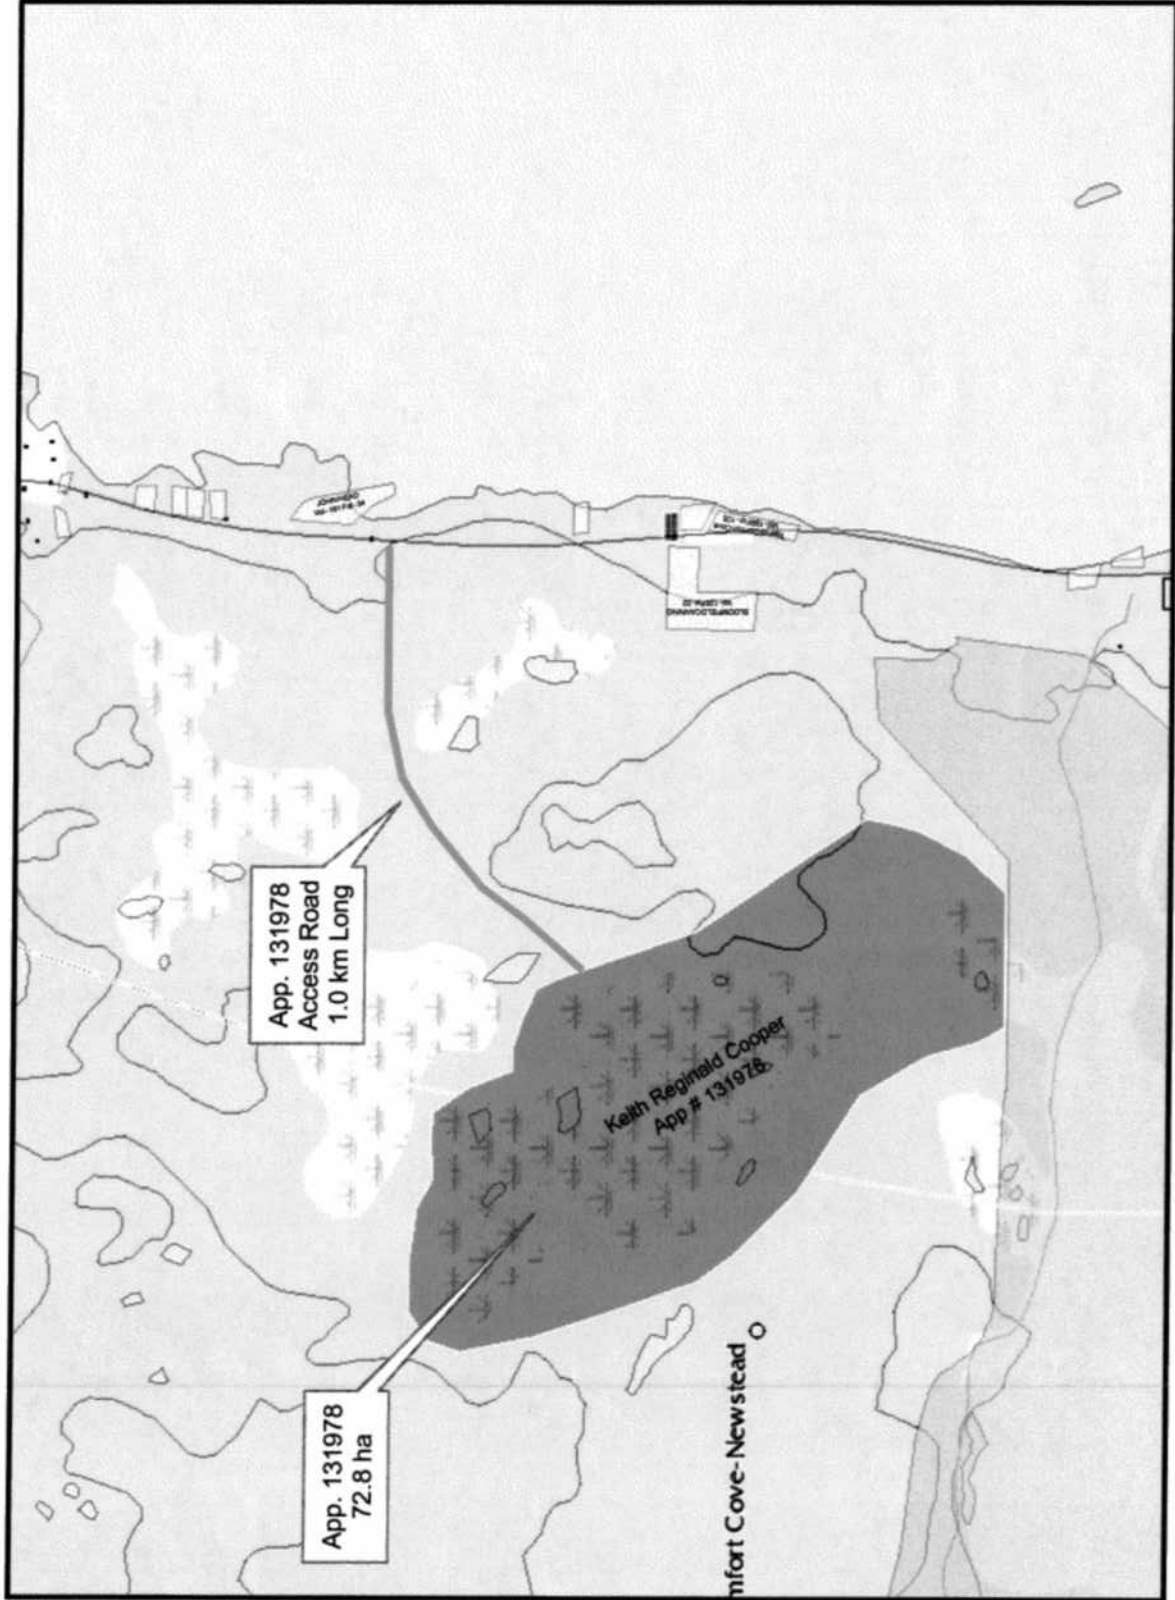 App. 131978
Access Road
1.0 km Long
Keith Reginald Cooper
App # 131978
App. 131978
72.8 ha
mfort Cove-Newstead